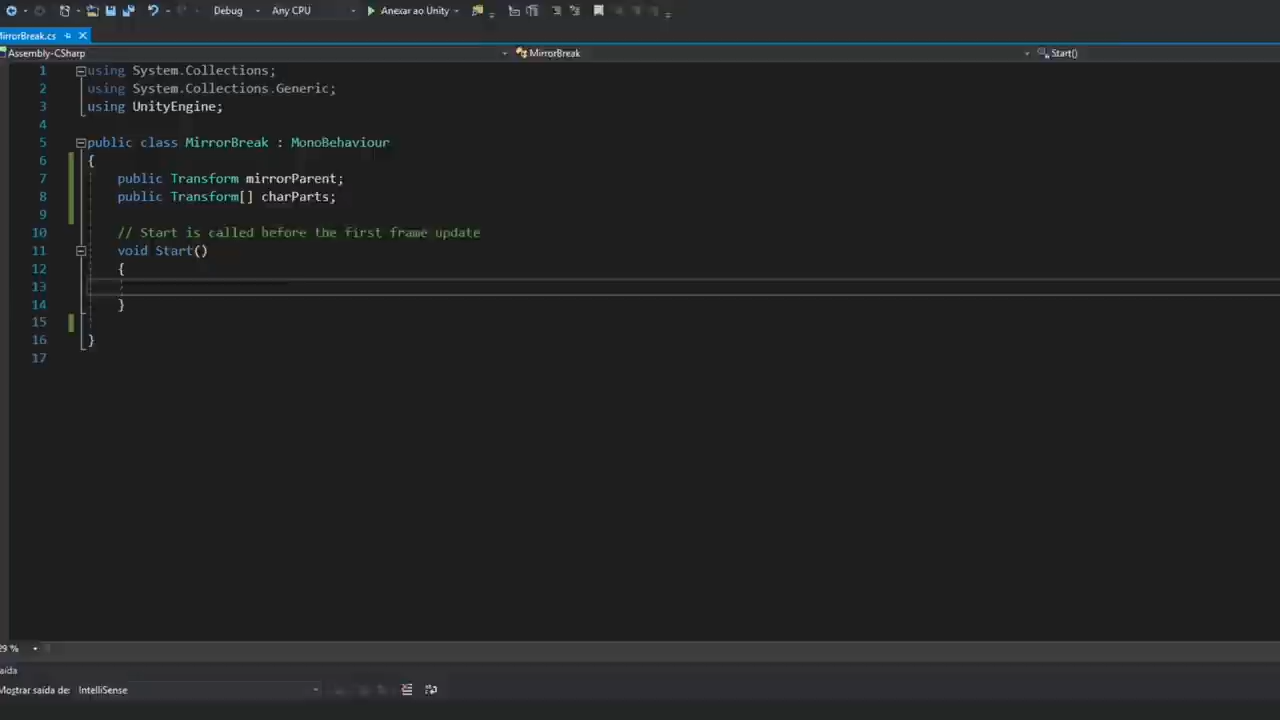 Debug Any CPU Anexar ao Unity
MirrorBreak.cs
Assembly-CSharp MirrorBreak Start()
1 using System.Collections;
2 using System.Collections.Generic;
3 using UnityEngine;
4
5 public class MirrorBreak : MonoBehaviour
6 {
7 public Transform mirrorParent;
8 public Transform[] charParts;
9
10 // Start is called before the first frame update
11 void Start()
12 {
13
14 }
15
16 }
17
29 %
aída
Mostrar saída de: IntelliSense